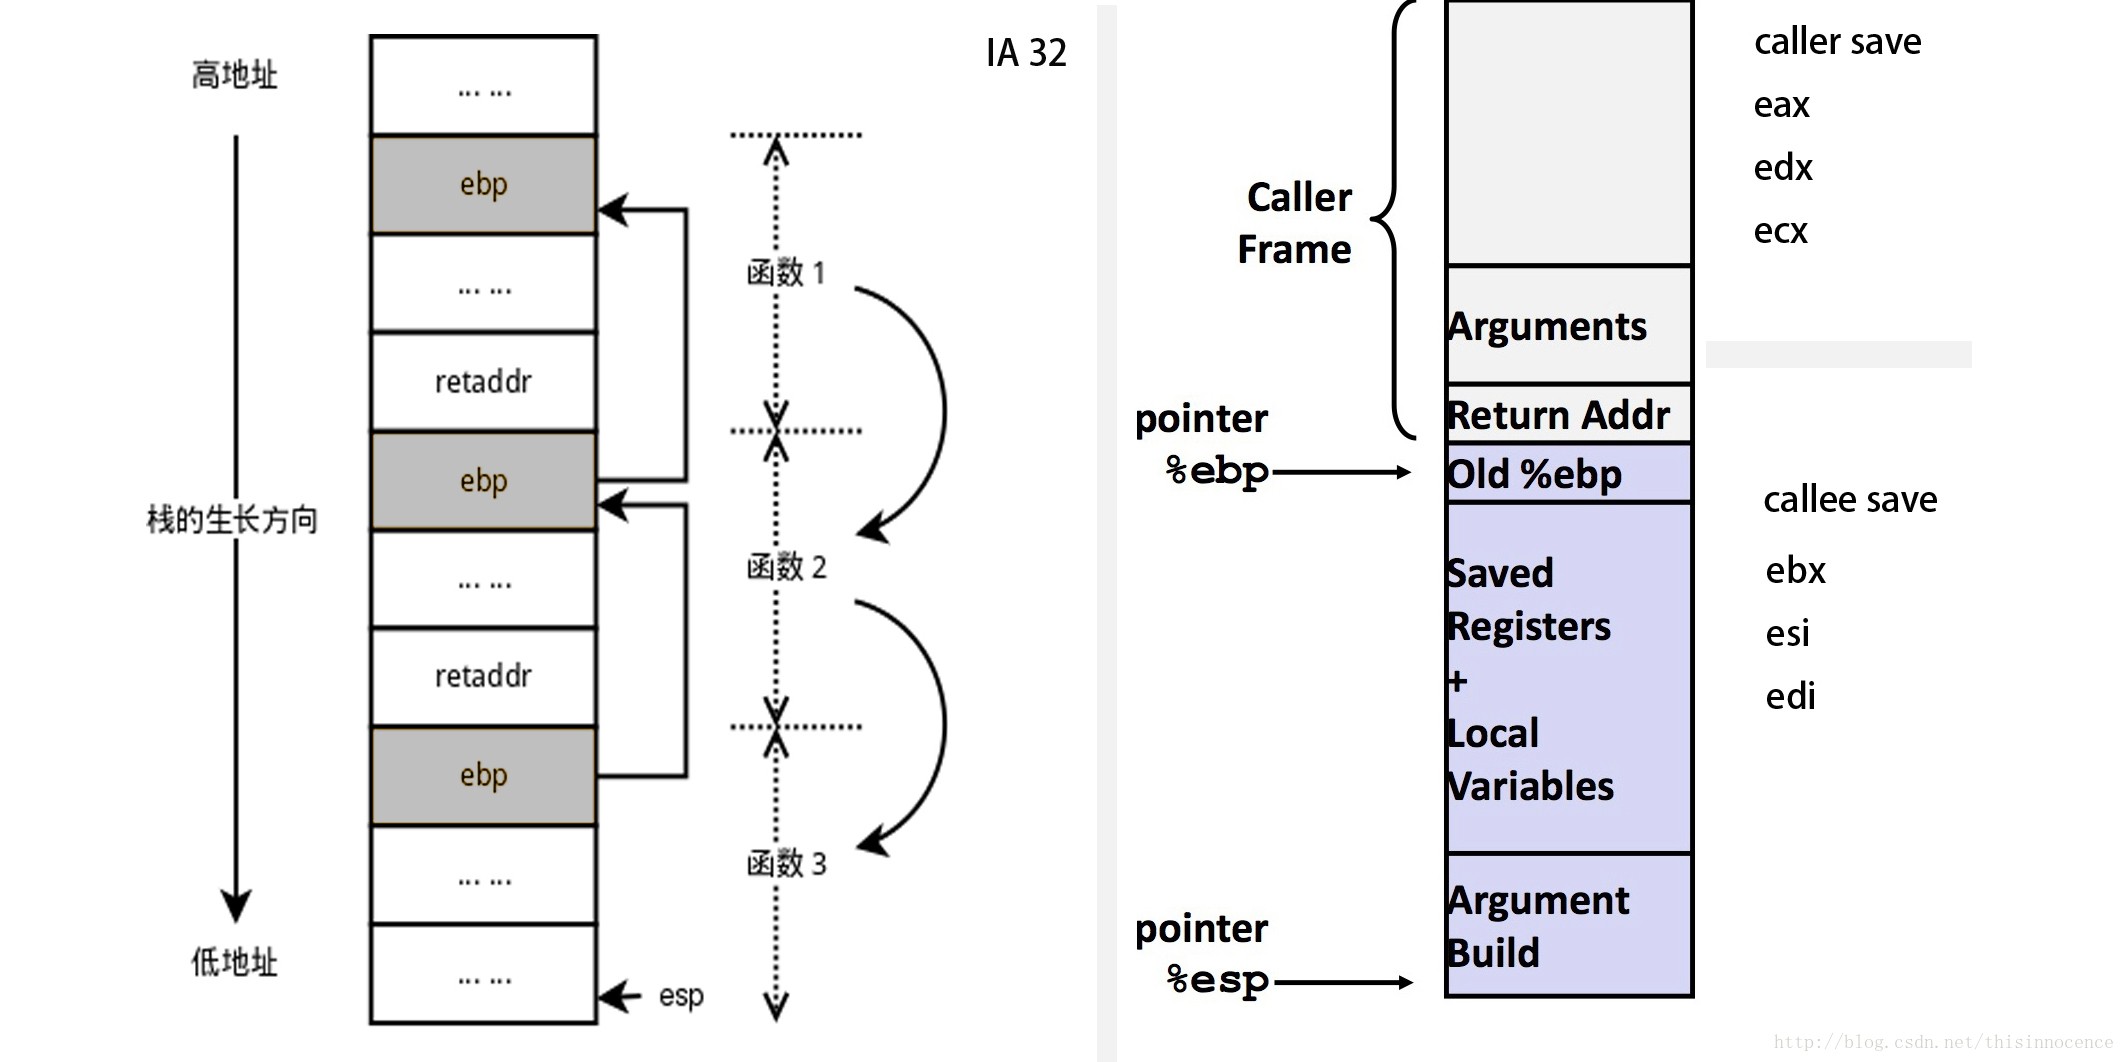 IA 32
高地址
... ...
ebp
... ...
函数 1
retaddr
ebp
栈的生长方向
... ...
函数 2
retaddr
ebp
... ...
函数 3
低地址
... ...
esp
caller save
eax
edx
ecx
Caller
Frame
Arguments
Return Addr
pointer
%ebp
Old %ebp
callee save
ebx
esi
edi
Saved
Registers
+
Local
Variables
Argument
Build
pointer
%esp
http://blog.csdn.net/thisinnocence